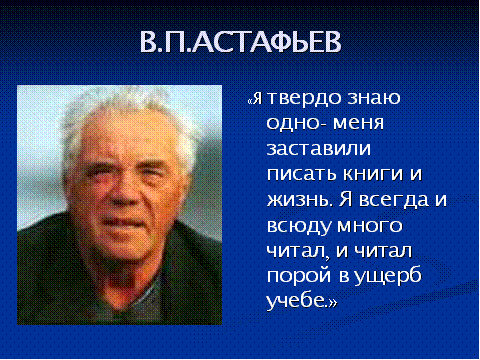 В.П.АСТАФЬЕВ
«Я твердо знаю
одно- меня
заставили
писать книги и
жизнь. Я всегда и
всюду много
читал, и читал
порой в ущерб
учебе.»